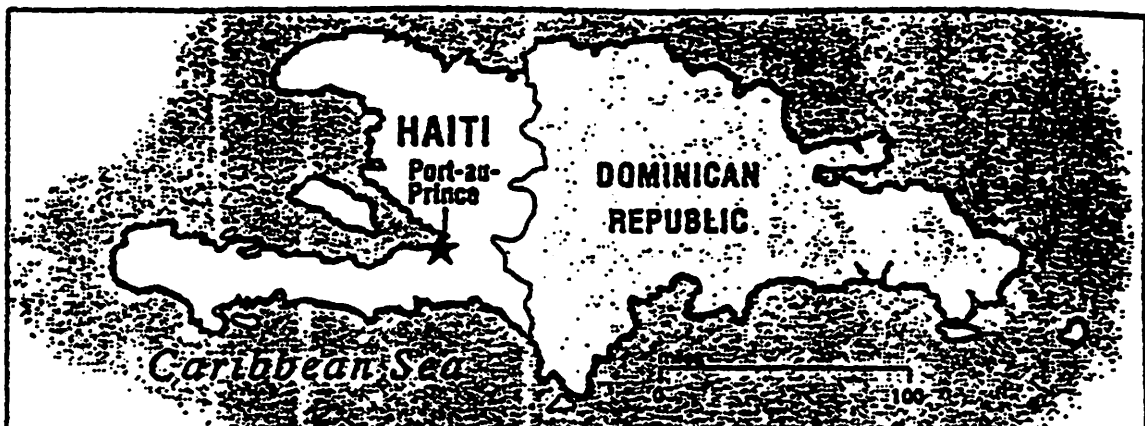 HAITI
Port-au-
Prince
DOMINICAN
REPUBLIC
Caribbean Sea
0
100